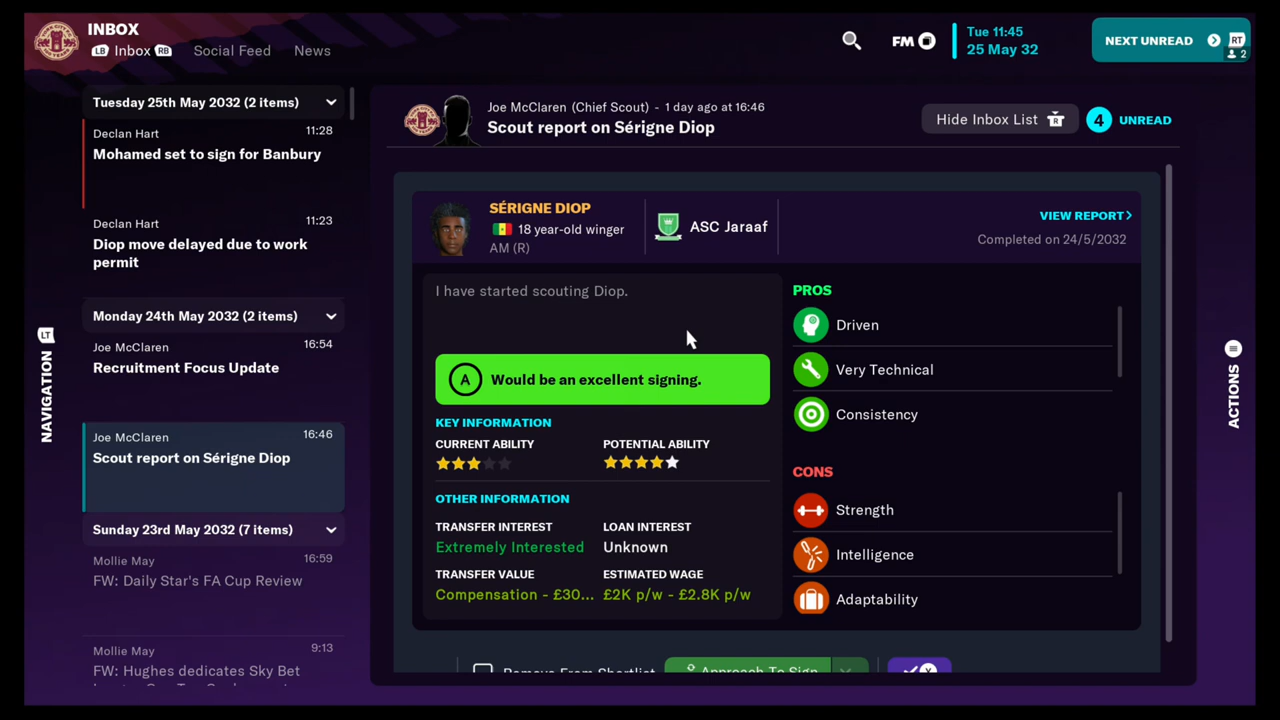 INBOX
LB Inbox RB Social Feed News
FM
Tue 11:45
25 May 32
NEXT UNREAD RT
2
Tuesday 25th May 2032 (2 items)
Declan Hart 11:28
Mohamed set to sign for Banbury
Declan Hart 11:23
Diop move delayed due to work
permit
Monday 24th May 2032 (2 items)
Joe McClaren 16:54
Recruitment Focus Update
Joe McClaren 16:46
Scout report on Sérigne Diop
Sunday 23rd May 2032 (7 items)
Mollie May 16:59
FW: Daily Star's FA Cup Review
Mollie May 9:13
FW: Hughes dedicates Sky Bet
LT
NAVIGATION
Joe McClaren (Chief Scout) - 1 day ago at 16:46
Scout report on Sérigne Diop
Hide Inbox List R
4 UNREAD
SÉRIGNE DIOP
18 year-old winger
AM (R)
ASC Jaraaf
VIEW REPORT
Completed on 24/5/2032
I have started scouting Diop.
A Would be an excellent signing.
KEY INFORMATION
CURRENT ABILITY POTENTIAL ABILITY
OTHER INFORMATION
TRANSFER INTEREST LOAN INTEREST
Extremely Interested Unknown
TRANSFER VALUE ESTIMATED WAGE
Compensation - £30... £2K p/w - £2.8K p/w
PROS
Driven
Very Technical
Consistency
CONS
Strength
Intelligence
Adaptability
Remove From Shortlist Approach To Sign Y
ACTIONS